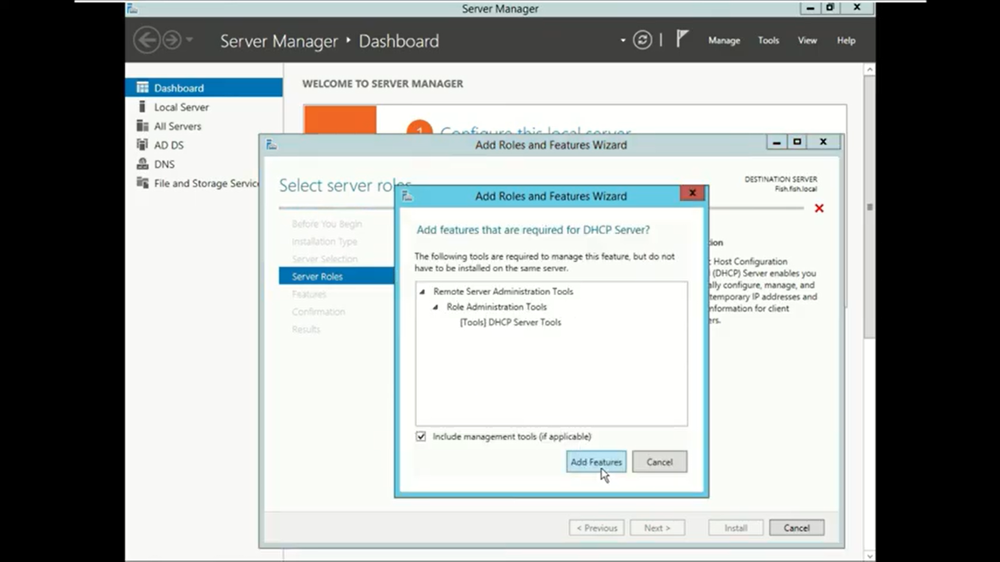 Server Manager
Server Manager ‣ Dashboard
Manage
Tools
View
Help
Dashboard
Local Server
All Servers
AD DS
DNS
File and Storage Servic
WELCOME TO SERVER MANAGER
1
Configure this local server
Add Roles and Features Wizard
Select server roles
DESTINATION SERVER
Fish.fish.local
Before You Begin
Installation Type
Server Selection
Server Roles
Features
Confirmation
Results
Add Roles and Features Wizard
Add features that are required for DHCP Server?
The following tools are required to manage this feature, but do not
have to be installed on the same server.
Remote Server Administration Tools
Role Administration Tools
[Tools] DHCP Server Tools
Include management tools (if applicable)
Add Features
Cancel
Host Configuration
(DHCP) Server enables you
configure, manage, and
temporary IP addresses and
for client
< Previous
Next >
Install
Cancel